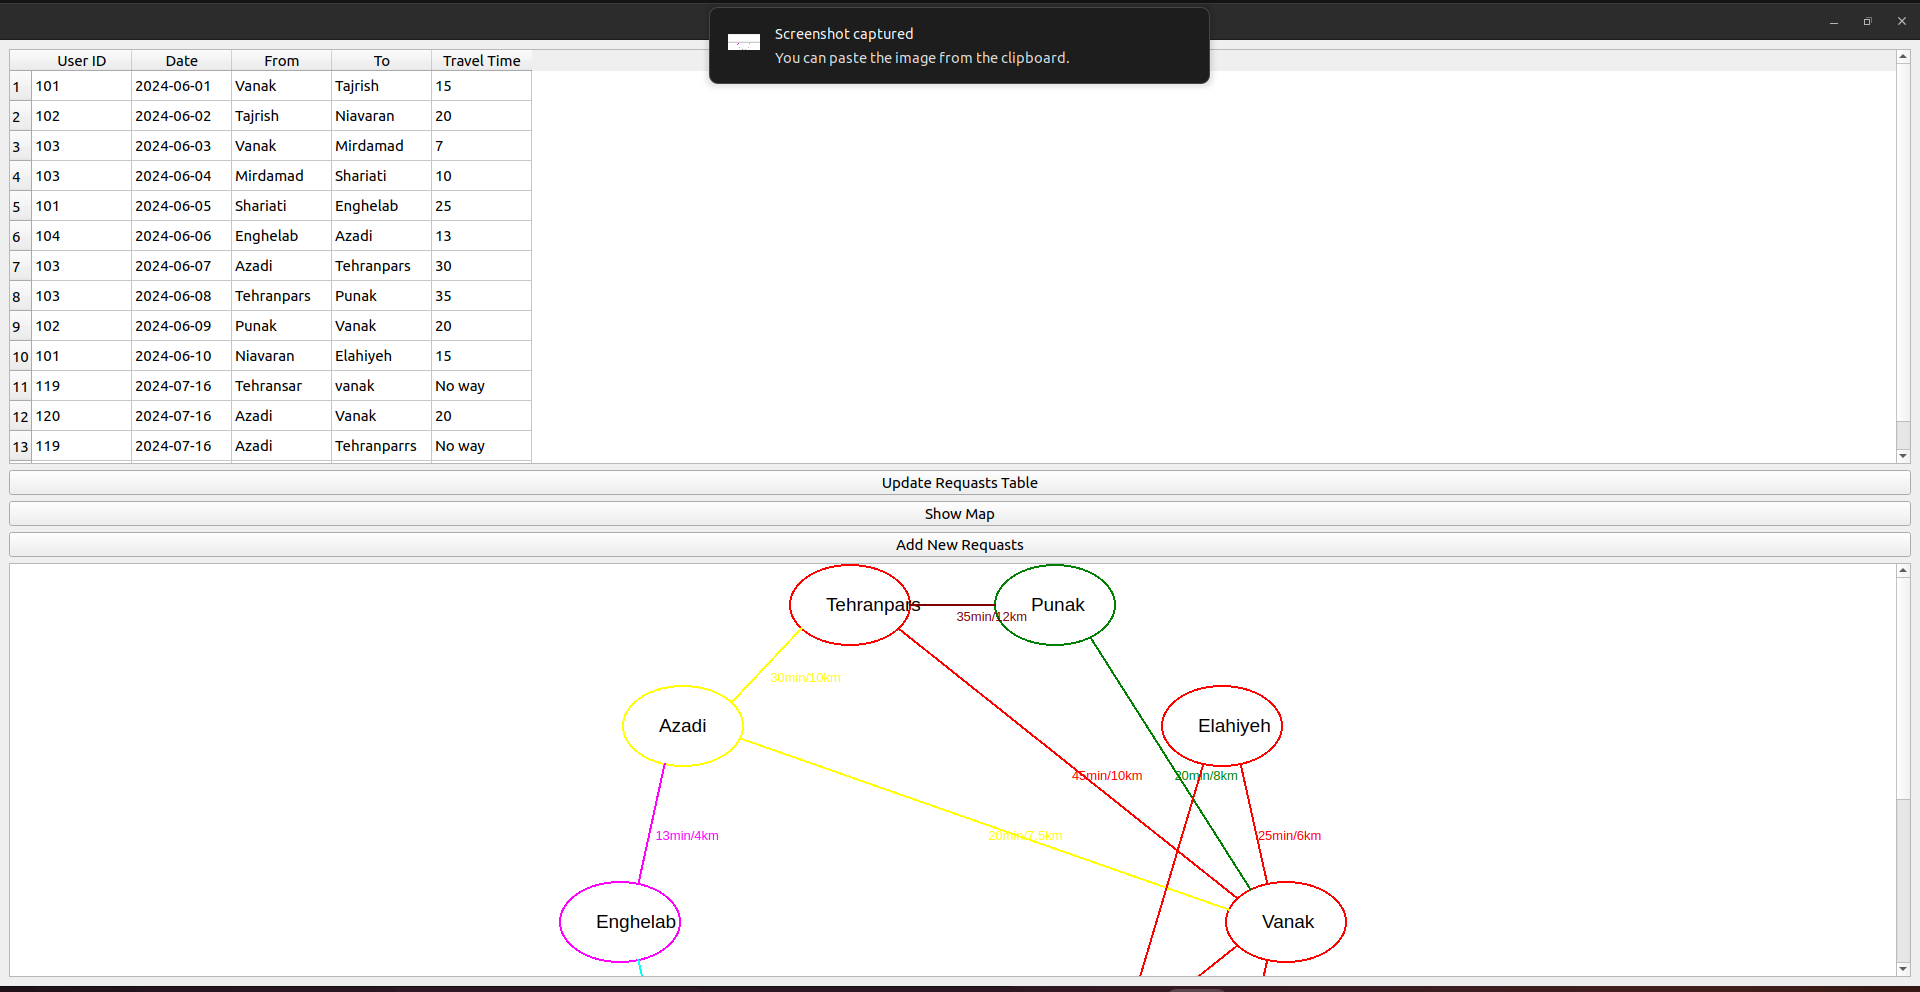 Screenshot captured
You can paste the image from the clipboard.
User ID Date From To Travel Time
1 101 2024-06-01 Vanak Tajrish 15
2 102 2024-06-02 Tajrish Niavaran 20
3 103 2024-06-03 Vanak Mirdamad 7
4 103 2024-06-04 Mirdamad Shariati 10
5 101 2024-06-05 Shariati Enghelab 25
6 104 2024-06-06 Enghelab Azadi 13
7 103 2024-06-07 Azadi Tehranpars 30
8 103 2024-06-08 Tehranpars Punak 35
9 102 2024-06-09 Punak Vanak 20
10 101 2024-06-10 Niavaran Elahiyeh 15
11 119 2024-07-16 Tehransar vanak No way
12 120 2024-07-16 Azadi Vanak 20
13 119 2024-07-16 Azadi Tehranparrs No way
Update Requasts Table
Show Map
Add New Requasts
Tehranpars Punak
35min/12km
30min/10km
Azadi Elahiyeh
45min/10km 20min/8km
13min/4km 20min/7.5km 25min/6km
Enghelab Vanak